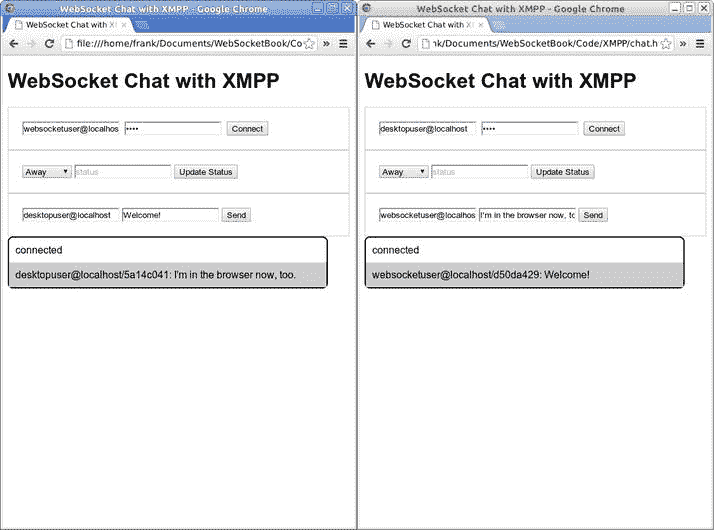 WebSocket Chat with XMPP - Google Chrome
WebSocket Chat with X
file:///home/frank/Documents/WebSocketBook/Co
WebSocket Chat with XMPP
websocketuser@localhos •••• Connect
Away status Update Status
desktopuser@localhost Welcome! Send
connected
desktopuser@localhost/5a14c041: I'm in the browser now, too.
WebSocket Chat with XMPP - Google Chrome
WebSocket Chat with X
nk/Documents/WebSocketBook/Code/XMPP/chat.h
WebSocket Chat with XMPP
desktopuser@localhost •••• Connect
Away status Update Status
websocketuser@localhos I'm in the browser now, to Send
connected
websocketuser@localhost/d50da429: Welcome!